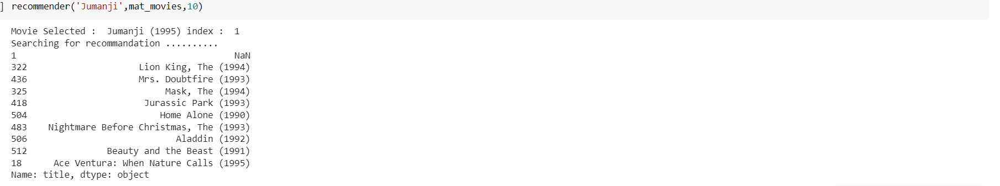 ] recommender('Jumanji',mat_movies,10)
Movie Selected :  Jumanji (1995) index :  1
Searching for recommandation ..........
1                                         NaN
322                     Lion King, The (1994)
436                     Mrs. Doubtfire (1993)
325                          Mask, The (1994)
418                      Jurassic Park (1993)
504                         Home Alone (1990)
483    Nightmare Before Christmas, The (1993)
506                            Aladdin (1992)
512               Beauty and the Beast (1991)
18      Ace Ventura: When Nature Calls (1995)
Name: title, dtype: object